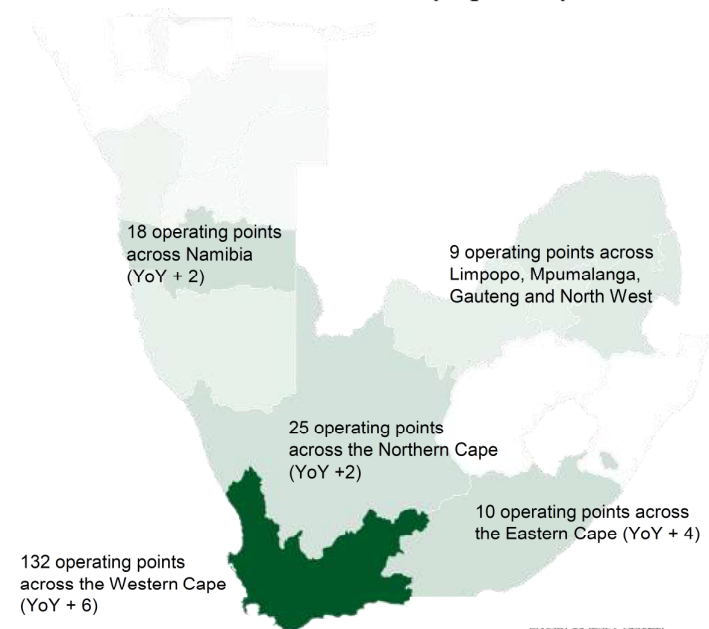 18 operating points
across Namibia
(YoY + 2)
9 operating points across
Limpopo, Mpumalanga,
Gauteng and North West
25 operating points
across the Northern Cape
(YoY +2)
10 operating points across
the Eastern Cape (YoY + 4)
132 operating points
across the Western Cape
(YoY + 6)